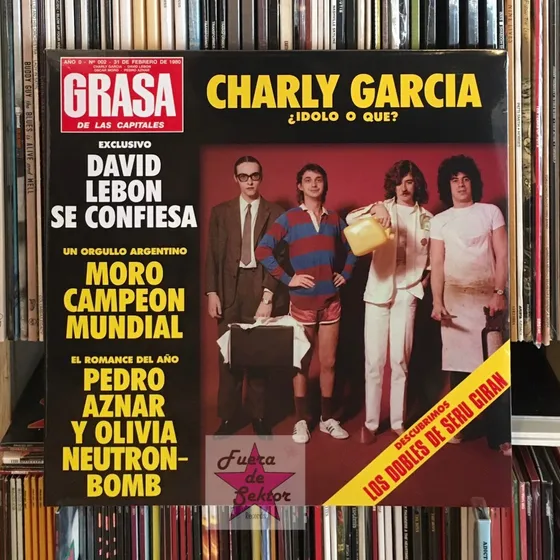 AÑO 0 - Nº 002 - 21 DE FEBRERO DE 1980
CHARLY GARCIA - DAVID LEBON
OSCAR MORO - PEDRO AZNAR
GRASA
DE LAS CAPITALES
CHARLY GARCIA
¿IDOLO O QUE?
EXCLUSIVO
DAVID
LEBON
SE CONFIESA
UN ORGULLO ARGENTINO
MORO
CAMPEON
MUNDIAL
EL ROMANCE DEL AÑO
PEDRO
AZNAR
Y OLIVIA
NEUTRON-
BOMB
DESCUBRIMOS
LOS DOBLES DE SERU GIRAN
Fuera
de
Sektor